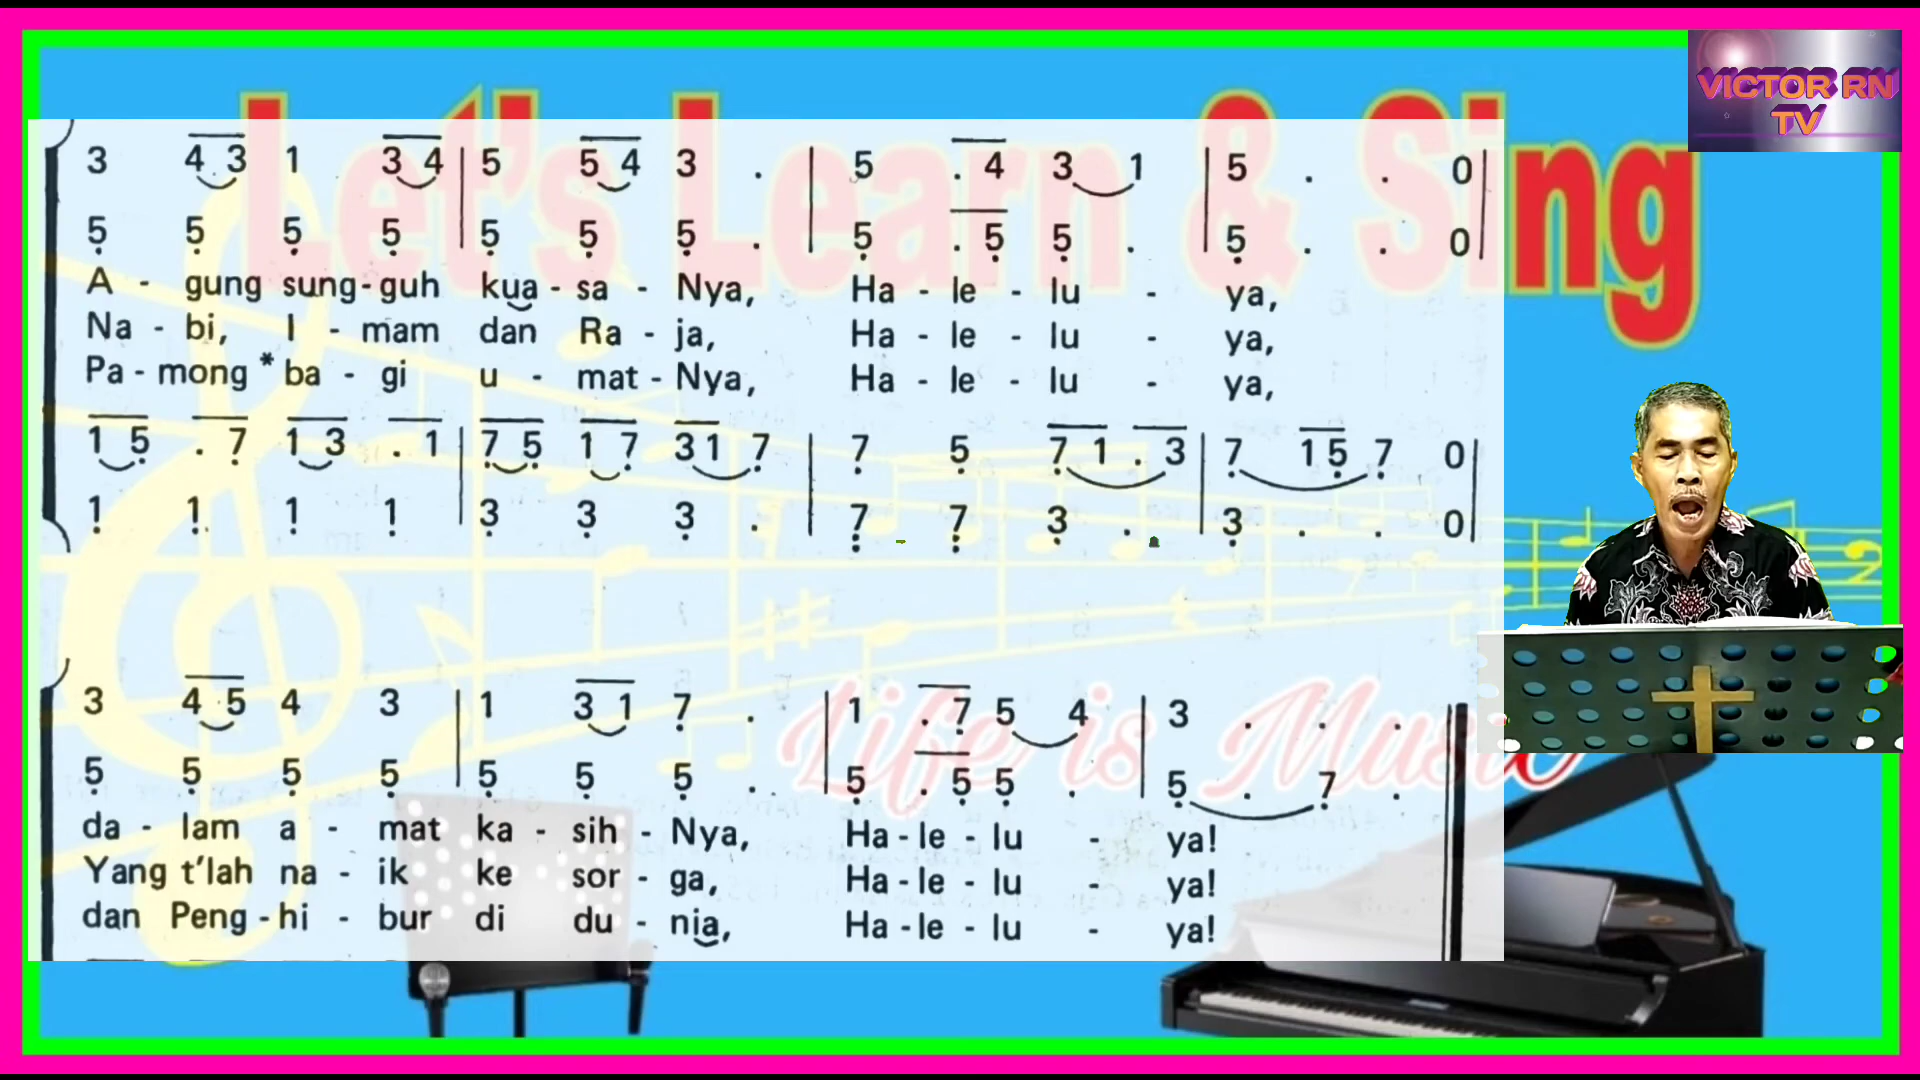 Let's Learn & Sing
VICTOR RN
TV
3 4 3 1 3 4 | 5 5 4 3 . | 5 . 4 3 1 | 5 . . 0 |
5 5 5 5 | 5 5 5 . | 5 . 5 5 . | 5 . . 0 |
A - gung sung - guh kua - sa - Nya, Ha - le - lu - ya,
Na - bi, I - mam dan Ra - ja, Ha - le - lu - ya,
Pa - mong * ba - gi u - mat - Nya, Ha - le - lu - ya,
1 5 . 7 1 3 . 1 | 7 5 1 7 3 1 7 | 7 5 7 1 . 3 | 7 1 5 7 0 |
1 1 1 1 | 3 3 3 . | 7 7 3 . | 3 . . 0 |
3 4 5 4 3 | 1 3 1 7 . | 1 . 7 5 4 | 3 . . .
5 5 5 5 | 5 5 5 . | 5 . 5 5 . | 5 . 7 .
da - lam a - mat ka - sih - Nya, Ha - le - lu - ya!
Yang t'lah na - ik ke sor - ga, Ha - le - lu - ya!
dan Peng - hi - bur di du - nia, Ha - le - lu - ya!
Life is Music